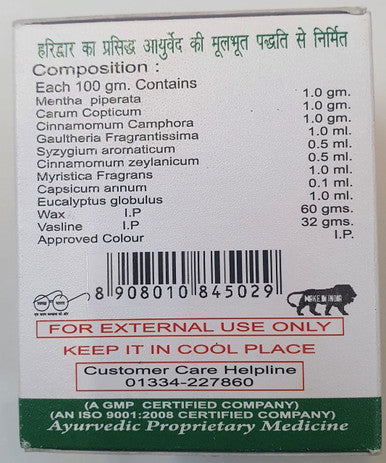 हरिद्वार का प्रसिद्ध आयुर्वेद की मूलभूत पद्धति से निर्मित
Composition :
Each 100 gm. Contains
Mentha piperata 1.0 gm.
Carum Copticum 1.0 gm.
Cinnamomum Camphora 1.0 gm.
Gaultheria Fragrantissima 1.0 ml.
Syzygium aromaticum 0.5 ml.
Cinnamomum zeylanicum 0.5 ml.
Myristica Fragrans 1.0 ml.
Capsicum annum 0.1 ml.
Eucalyptus globulus 1.0 ml.
Wax I.P 60 gms.
Vasline I.P 32 gms.
Approved Colour I.P.
8 908010 845029
MAKE IN INDIA
FOR EXTERNAL USE ONLY
KEEP IT IN COOL PLACE
Customer Care Helpline
01334-227860
(A GMP CERTIFIED COMPANY)
(AN ISO 9001:2008 CERTIFIED COMPANY)
Ayurvedic Proprietary Medicine